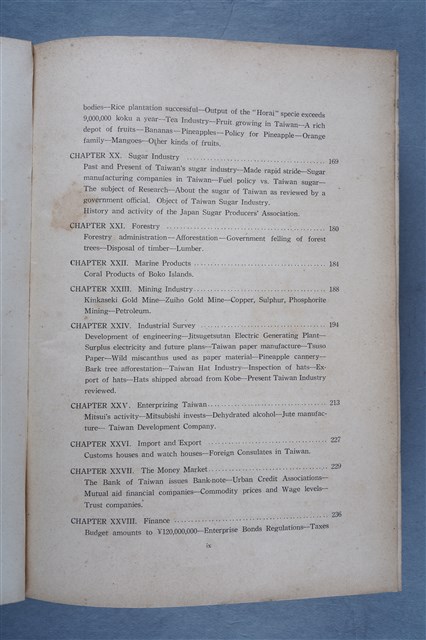 bodies—Rice plantation successful—Output of the "Horai" specie exceeds
9,000,000 koku a year—Tea Industry—Fruit growing in Taiwan—A rich
depot of fruits—Bananas—Pineapples—Policy for Pineapple—Orange
family—Mangoes—Other kinds of fruits.
CHAPTER XX. Sugar Industry ........ 169
Past and Present of Taiwan's sugar industry—Made rapid stride—Sugar
manufacturing companies in Taiwan—Fuel policy vs. Taiwan sugar—
The subject of Research—About the sugar of Taiwan as reviewed by a
government official. Object of Taiwan Sugar Industry.
History and activity of the Japan Sugar Producers' Association.
CHAPTER XXI. Forestry ........ 180
Forestry administration—Afforestation—Government felling of forest
trees—Disposal of timber—Lumber.
CHAPTER XXII. Marine Products ........ 184
Coral Products of Boko Islands.
CHAPTER XXIII. Mining Industry ........ 188
Kinkaseki Gold Mine—Zuiho Gold Mine—Copper, Sulphur, Phosphorite
Mining—Petroleum.
CHAPTER XXIV. Industrial Survey ........ 194
Development of engineering—Jitsugetsutan Electric Generating Plant—
Surplus electricity and future plans—Taiwan paper manufacture—Tsuso
Paper—Wild miscanthus used as paper material—Pineapple cannery—
Bark tree afforestation—Taiwan Hat Industry—Inspection of hats—Ex-
port of hats—Hats shipped abroad from Kobe—Present Taiwan Industry
reviewed.
CHAPTER XXV. Enterprizing Taiwan ........ 213
Mitsui's activity—Mitsubishi invests—Dehydrated alcohol—Jute manufac-
ture— Taiwan Development Company.
CHAPTER XXVI. Import and Export ........ 227
Customs houses and watch houses—Foreign Consulates in Taiwan.
CHAPTER XXVII. The Money Market ........ 229
The Bank of Taiwan issues Bank-note—Urban Credit Associations—
Mutual aid financial companies—Commodity prices and Wage levels—
Trust companies.
CHAPTER XXVIII. Finance ........ 236
Budget amounts to ¥120,000,000—Enterprise Bonds Regulations—Taxes
ix